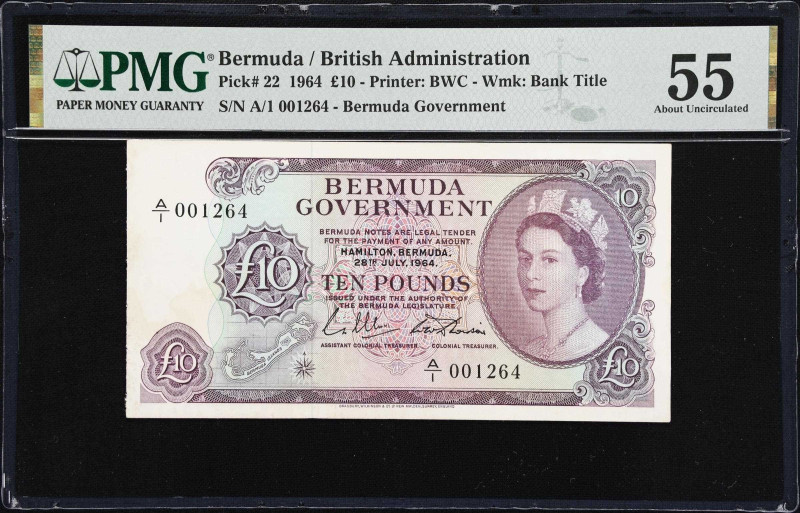 PMG®
PAPER MONEY GUARANTY
Bermuda / British Administration
Pick# 22 1964 £10 - Printer: BWC - Wmk: Bank Title
S/N A/1 001264 - Bermuda Government
55
About Uncirculated
A/1 001264
BERMUDA
GOVERNMENT
10
BERMUDA NOTES ARE LEGAL TENDER
FOR THE PAYMENT OF ANY AMOUNT.
HAMILTON, BERMUDA.
28TH JULY, 1964.
£10
TEN POUNDS
ISSUED UNDER THE AUTHORITY OF
THE BERMUDA LEGISLATURE.
ASSISTANT COLONIAL TREASURER
COLONIAL TREASURER.
£10
A/1 001264
£10